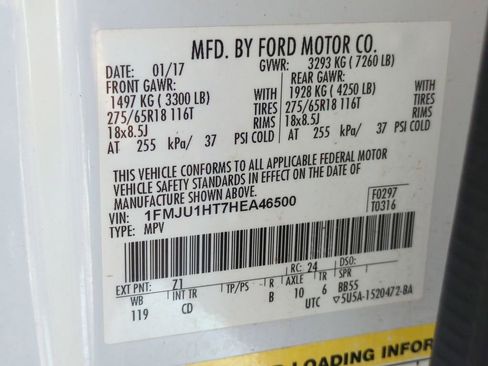 MFD. BY FORD MOTOR CO.
DATE: 01/17 GVWR: 3293 KG ( 7260 LB)
FRONT GAWR: REAR GAWR:
1497 KG ( 3300 LB) WITH 1928 KG ( 4250 LB) WITH
275/65R18 116T TIRES 275/65R18 116T TIRES
18x8.5J RIMS 18x8.5J RIMS
AT 255 kPa/ 37 PSI COLD AT 255 kPa/ 37 PSI COLD
THIS VEHICLE CONFORMS TO ALL APPLICABLE FEDERAL MOTOR
VEHICLE SAFETY STANDARDS IN EFFECT ON THE DATE OF
MANUFACTURE SHOWN ABOVE.
VIN: 1FMJU1HT7HEA46500 F0297
TYPE: MPV T0316
EXT PNT: Z1 RC: 24 DSO:
WB INT TR TP/PS R AXLE TR SPR
119 CD B 10 6 BB55
UTC ▽5U5A-1520472-BA
LOADING INFOR